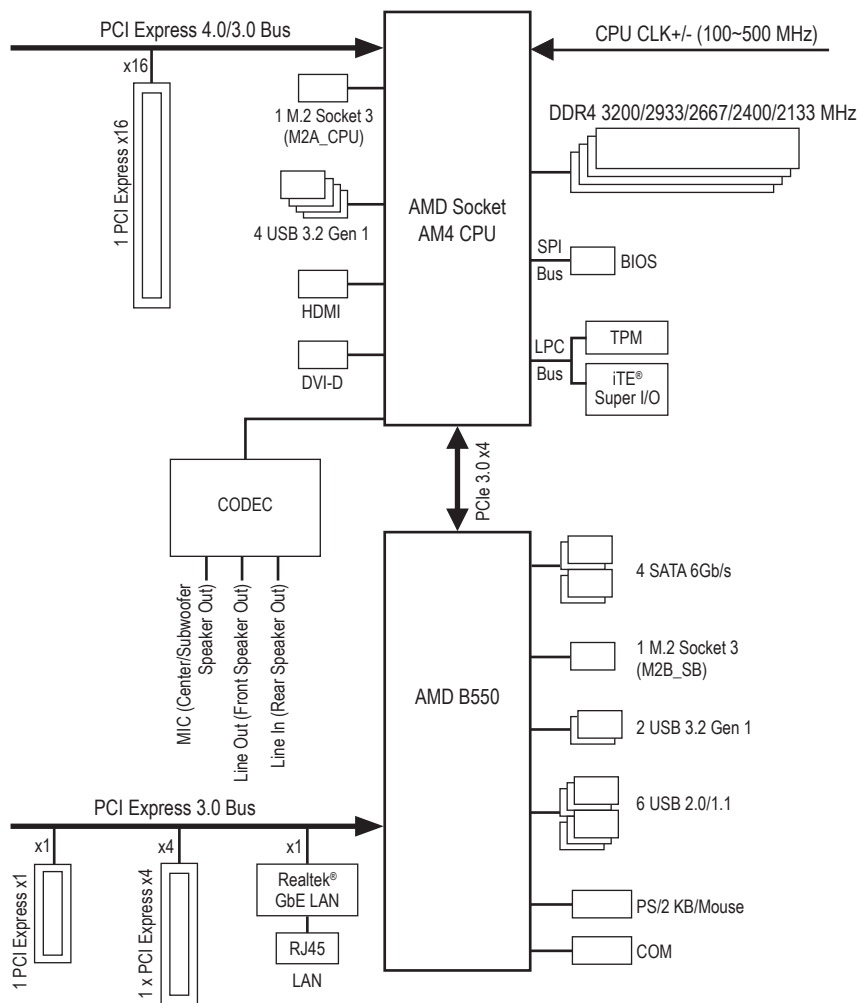 PCI Express 4.0/3.0 Bus
CPU CLK+/- (100~500 MHz)
x16
1 PCI Express x16
1 M.2 Socket 3
(M2A_CPU)
DDR4 3200/2933/2667/2400/2133 MHz
4 USB 3.2 Gen 1
AMD Socket
AM4 CPU
SPI
Bus
BIOS
HDMI
LPC
Bus
TPM
iTE®
Super I/O
DVI-D
PCIe 3.0 x4
CODEC
MIC (Center/Subwoofer
Speaker Out)
Line Out (Front Speaker Out)
Line In (Rear Speaker Out)
4 SATA 6Gb/s
1 M.2 Socket 3
(M2B_SB)
AMD B550
2 USB 3.2 Gen 1
6 USB 2.0/1.1
PCI Express 3.0 Bus
x1
x4
x1
1 PCI Express x1
1 x PCI Express x4
Realtek®
GbE LAN
RJ45
LAN
PS/2 KB/Mouse
COM